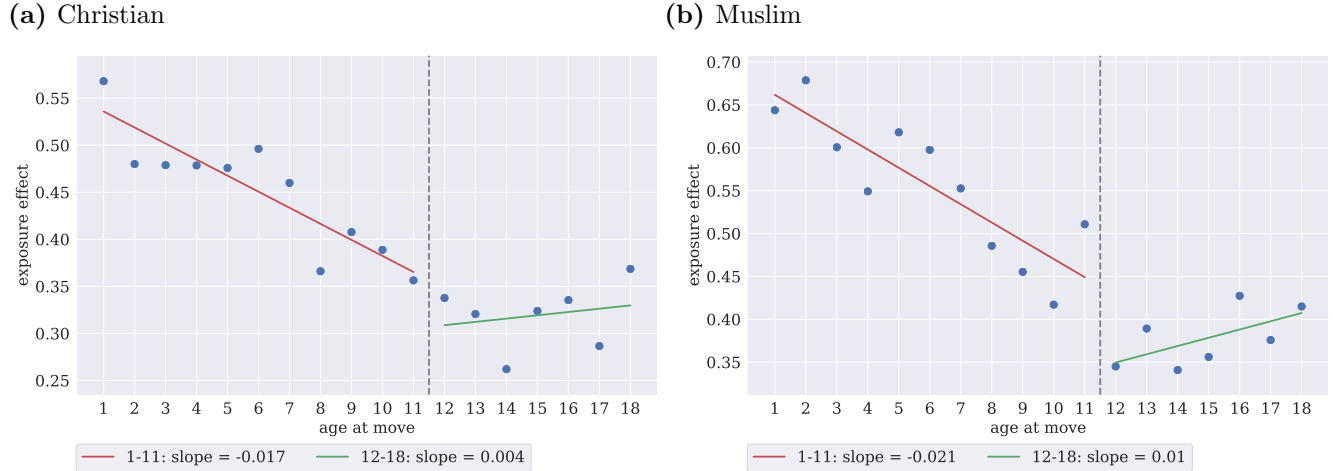 (a) Christian
0.55
0.50
0.45
0.40
0.35
0.30
0.25
exposure effect
1 2 3 4 5 6 7 8 9 10 11 12 13 14 15 16 17 18
age at move
1-11: slope = -0.017 12-18: slope = 0.004
(b) Muslim
0.70
0.65
0.60
0.55
0.50
0.45
0.40
0.35
exposure effect
1 2 3 4 5 6 7 8 9 10 11 12 13 14 15 16 17 18
age at move
1-11: slope = -0.021 12-18: slope = 0.01